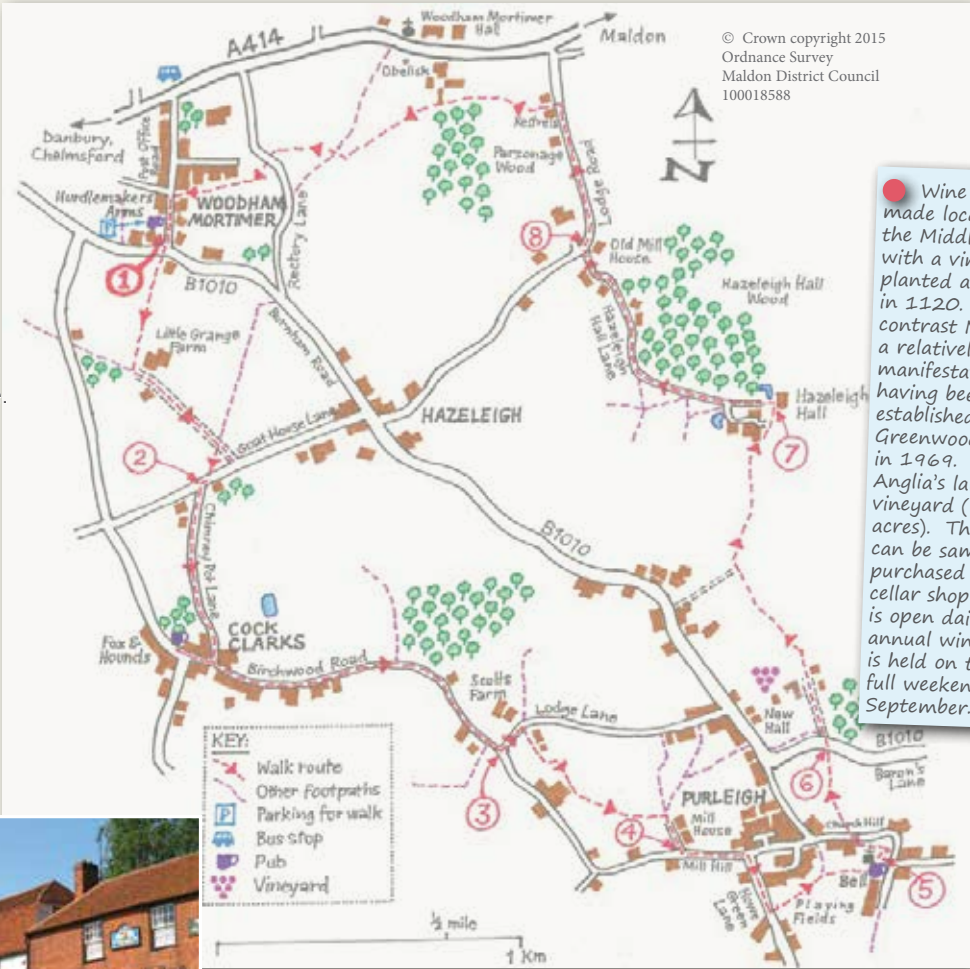 Woodham Mortimer
Hall
A414
Maldon
© Crown copyright 2015
Ordnance Survey
Maldon District Council
100018588
Obelisk
Danbury,
Chelmsford
Post Office
Road
Kestrels
Parsonage
Wood
Lodge Road
N
Hurdlemakers
Arms
P
WOODHAM
MORTIMER
Rectory Lane
1
B1010
8
Old Mill
House
Hazeleigh Hall
Wood
Hazeleigh
Hall Lane
Little Grange
Farm
Burnham Road
Hazeleigh
Hall
HAZELEIGH
Goat House Lane
2
7
Chimney Pot Lane
B1010
Fox &
Hounds
COCK
CLARKS
Birchwood Road
Scotts
Farm
Lodge Lane
New
Hall
B1010
Baron's
Lane
6
3
PURLEIGH
Mill
House
4
Church Hill
Mill Hill
Bell
5
Howe
Green
Lane
Playing
Fields
KEY:
Walk route
Other footpaths
P Parking for walk
Bus stop
Pub
Vineyard
½ mile
1 Km
Wine
made loca
the Middl
with a vin
planted a
in 1120.
contrast
a relatively
manifesta
having bee
established
Greenwood
in 1969.
Anglia's la
vineyard (
acres). Th
can be sam
purchased
cellar shop
is open dai
annual win
is held on t
full weeken
September.